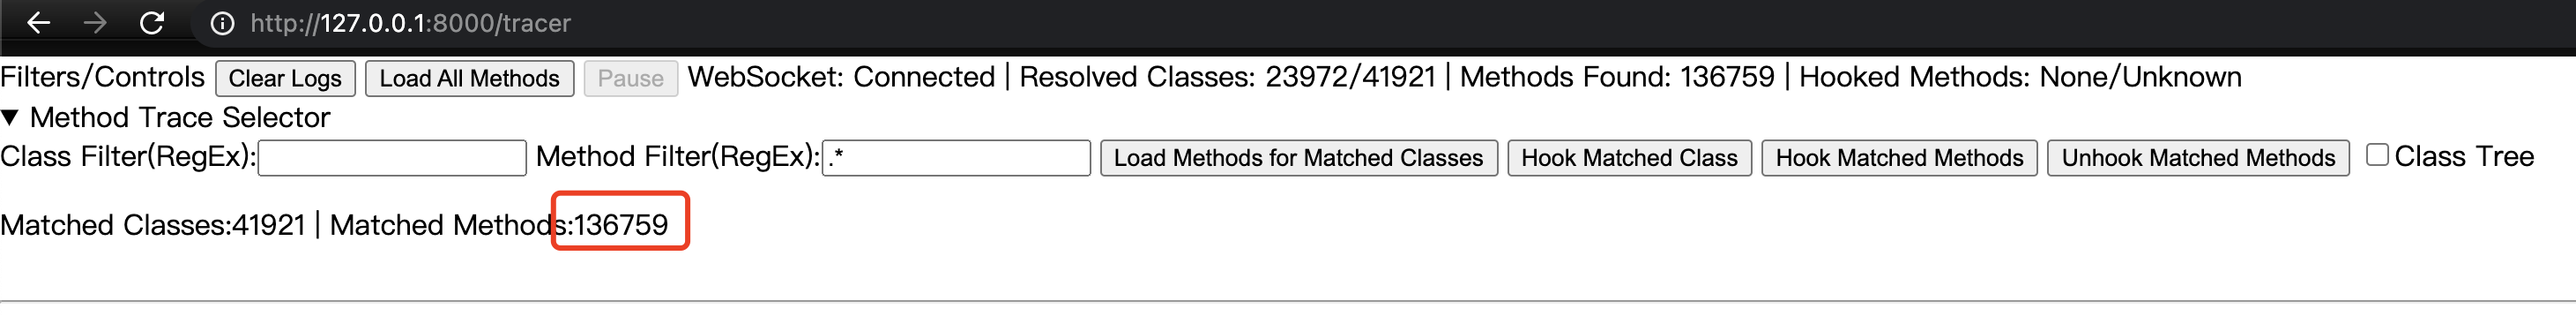 http://127.0.0.1:8000/tracer
Filters/Controls Clear Logs Load All Methods Pause WebSocket: Connected | Resolved Classes: 23972/41921 | Methods Found: 136759 | Hooked Methods: None/Unknown
▼ Method Trace Selector
Class Filter(RegEx): Method Filter(RegEx): .* Load Methods for Matched Classes Hook Matched Class Hook Matched Methods Unhook Matched Methods Class Tree
Matched Classes:41921 | Matched Methods:136759